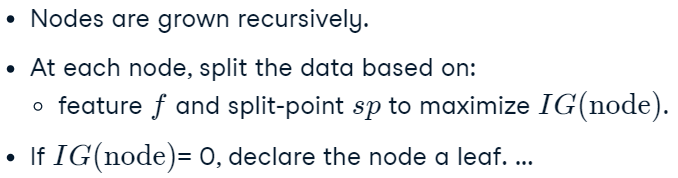 • Nodes are grown recursively.
• At each node, split the data based on:
◦ feature f and split-point sp to maximize IG(node).
• If IG(node)= 0, declare the node a leaf. ...